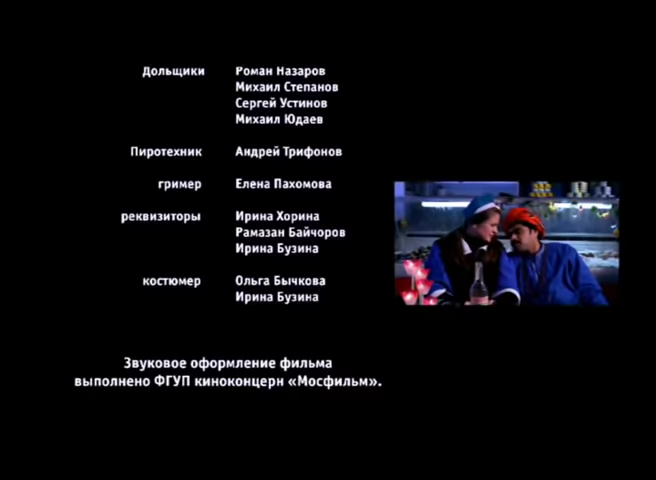 Дольщики Роман Назаров
Михаил Степанов
Сергей Устинов
Михаил Юдаев
Пиротехник Андрей Трифонов
гример Елена Пахомова
реквизиторы Ирина Хорина
Рамазан Байчоров
Ирина Бузина
костюмер Ольга Бычкова
Ирина Бузина
Звуковое оформление фильма
выполнено ФГУП киноконцерн «Мосфильм».